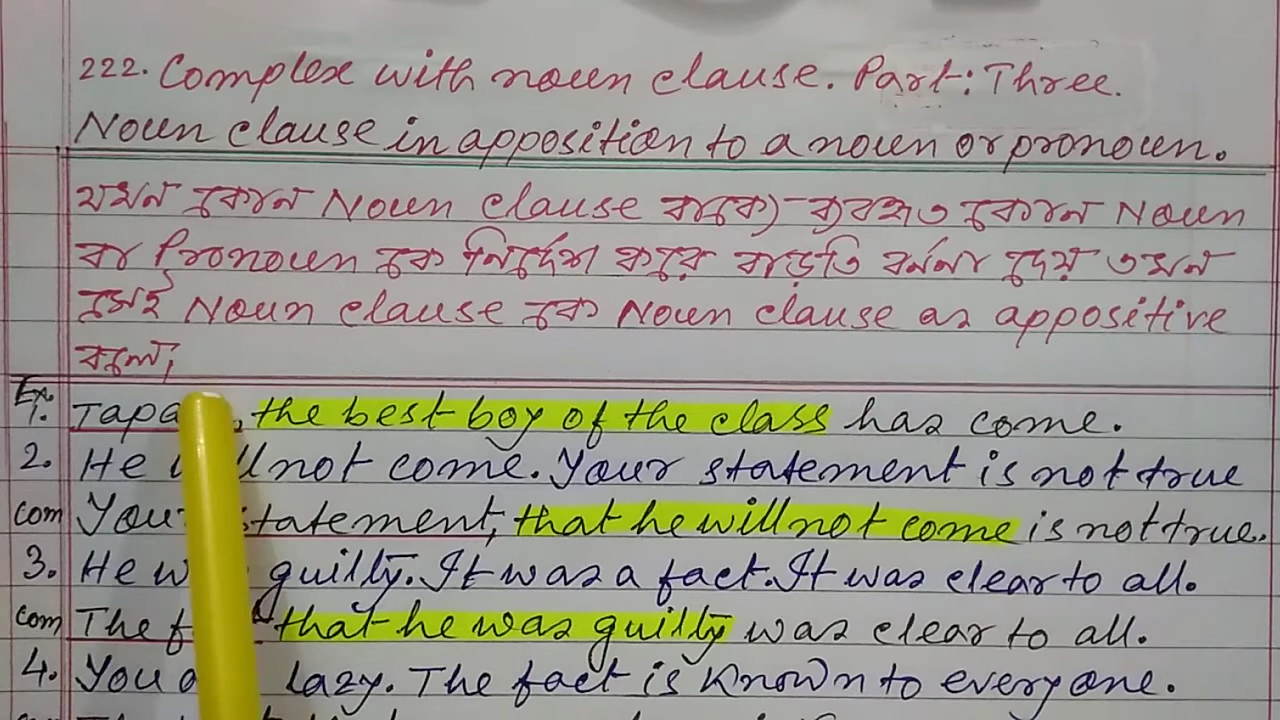 222. Complex with noun clause. Part: Three.
Noun clause in apposition to a noun or pronoun.
যখন কোন Noun clause বাক্যে ব্যবহৃত কোন Noun
বা Pronoun কে নির্দেশ করে বাড়তি বর্ননা দেয় তখন
সেই Noun clause কে Noun clause as appositive
বলে।
Ex.
1. Tapa , the best boy of the class has come.
2. He ll not come. Your statement is not true
com You statement, that he will not come is not true.
3. He w guilty. It was a fact. It was clear to all.
com The f that he was guilty was clear to all.
4. You a lazy. The fact is known to everyone.